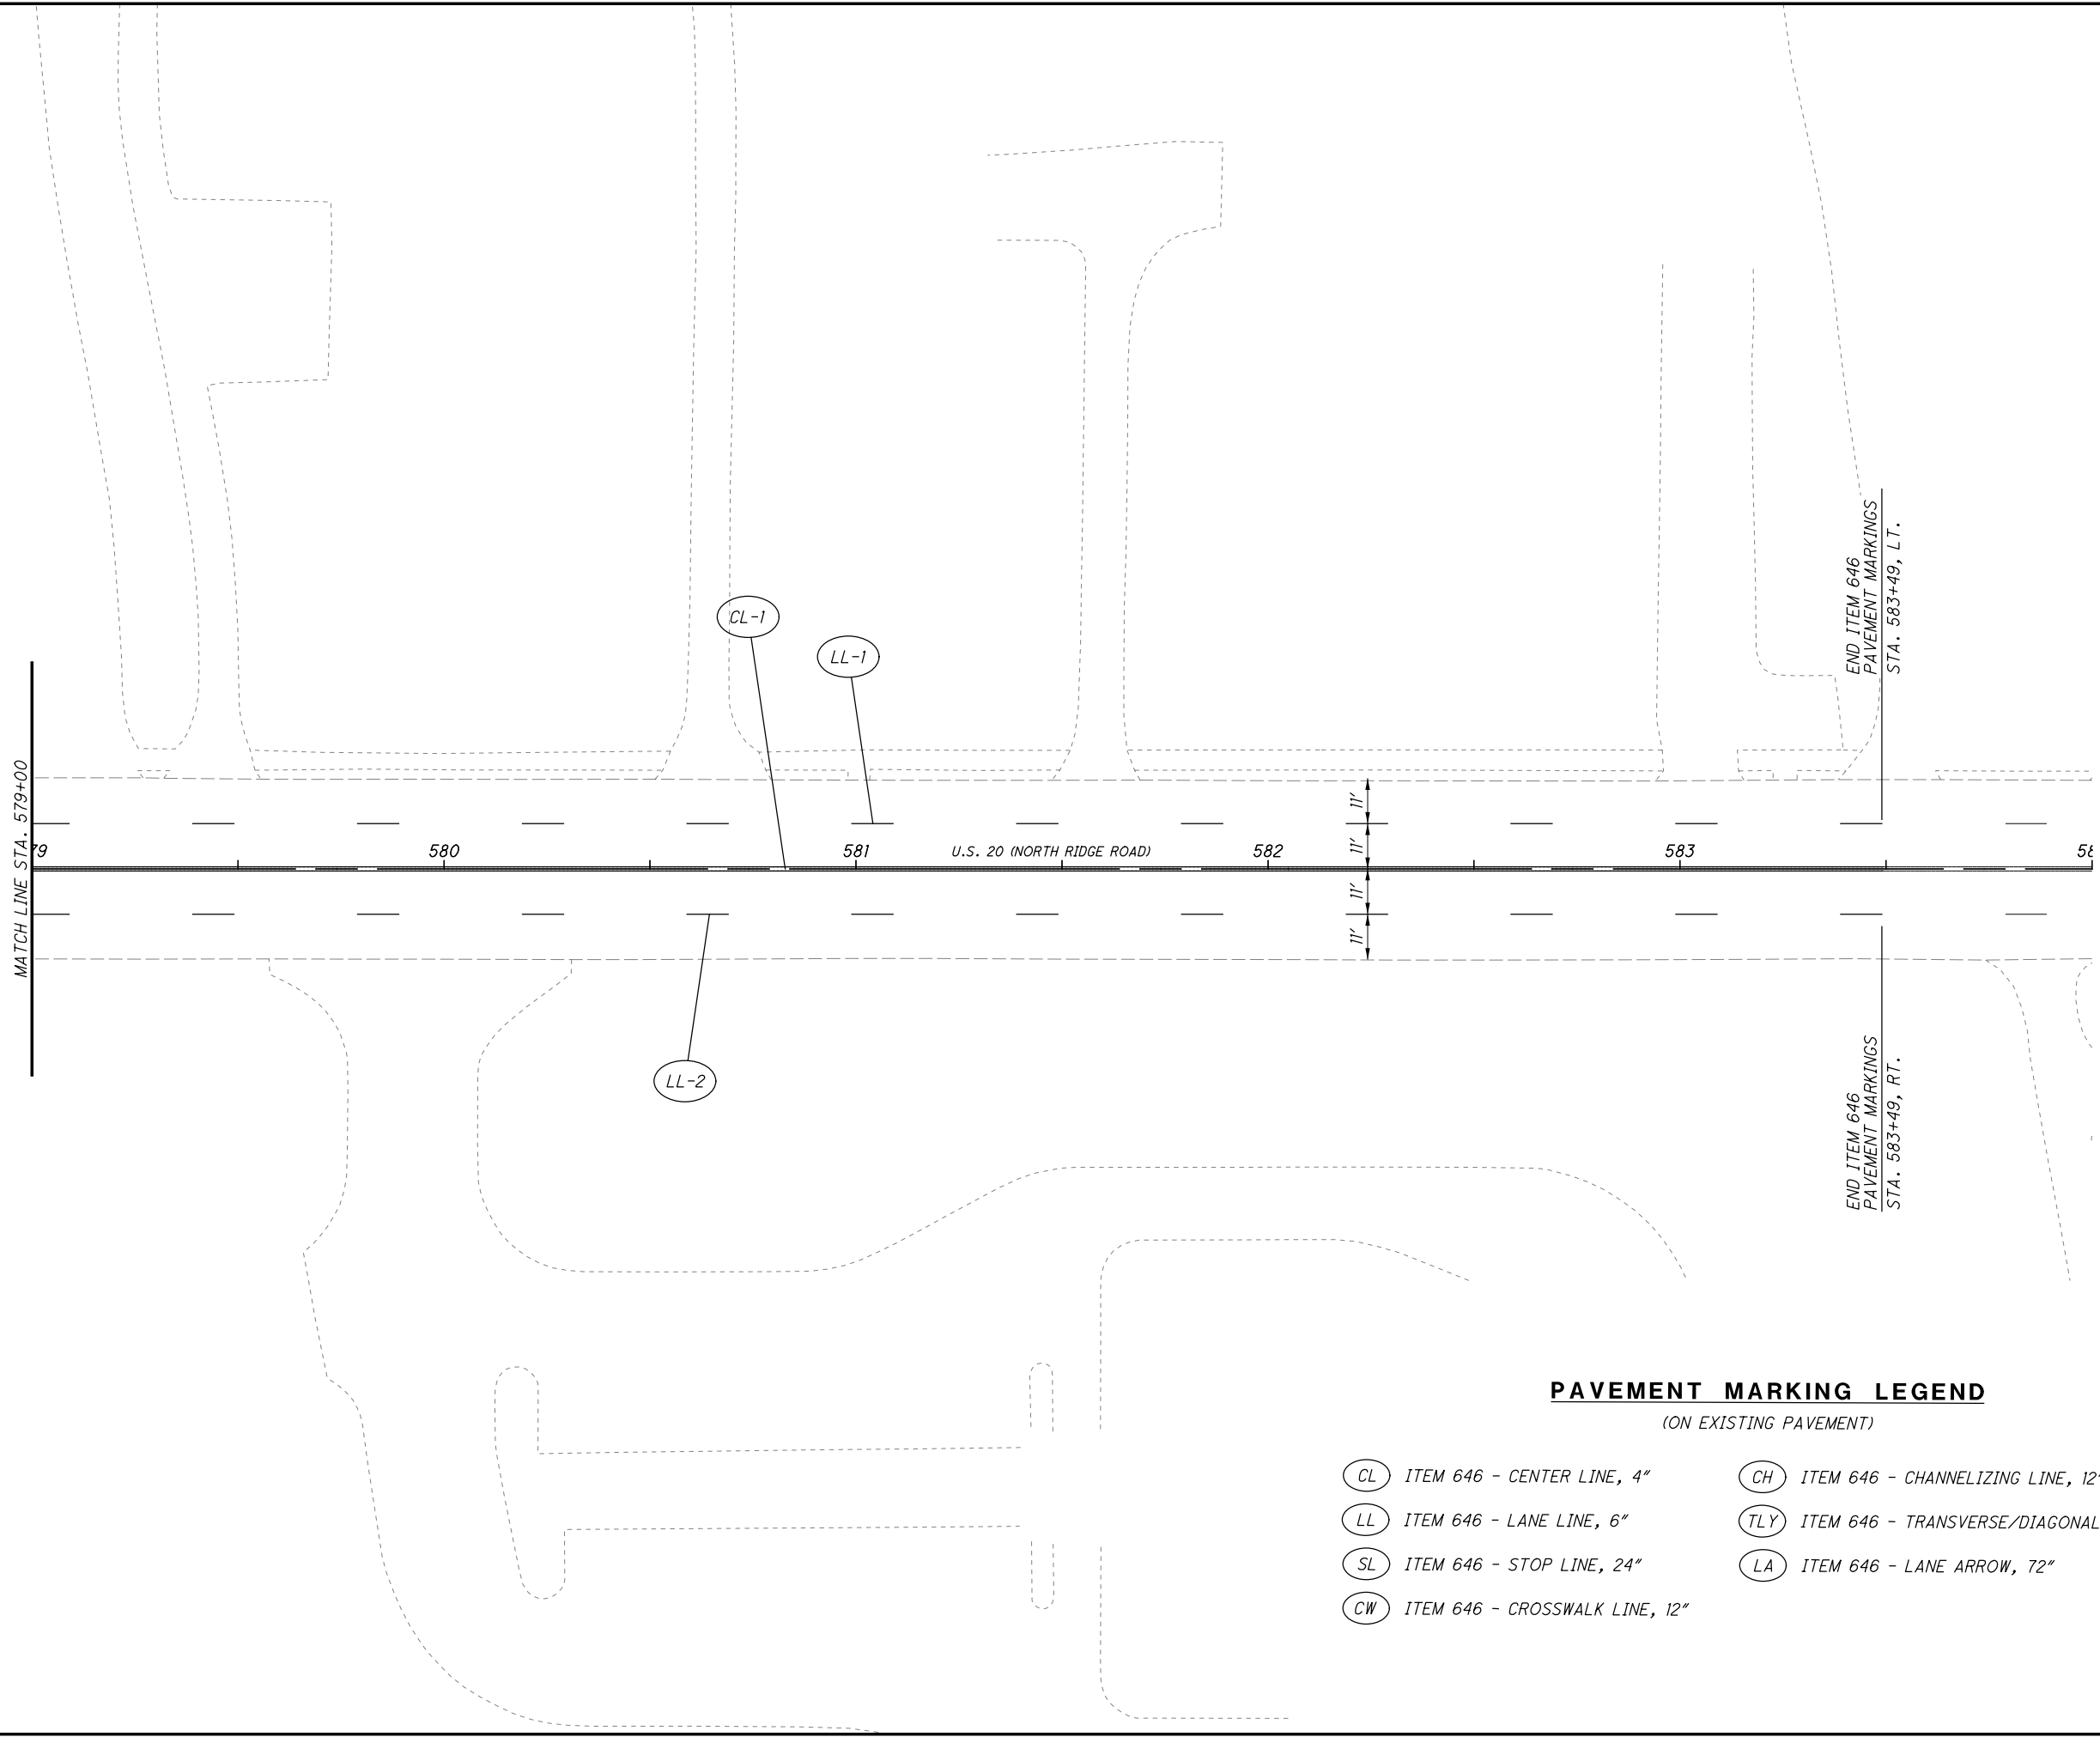 END ITEM 646
PAVEMENT MARKINGS
STA. 583+49, LT.
CL-1
LL-1
MATCH LINE STA. 579+00
79
580
581
U.S. 20 (NORTH RIDGE ROAD)
582
583
11'
11'
11'
11'
LL-2
END ITEM 646
PAVEMENT MARKINGS
STA. 583+49, RT.
PAVEMENT MARKING LEGEND
(ON EXISTING PAVEMENT)
CL ITEM 646 - CENTER LINE, 4"
LL ITEM 646 - LANE LINE, 6"
SL ITEM 646 - STOP LINE, 24"
CW ITEM 646 - CROSSWALK LINE, 12"
CH ITEM 646 - CHANNELIZING LINE, 12"
TLY ITEM 646 - TRANSVERSE/DIAGONAL
LA ITEM 646 - LANE ARROW, 72"